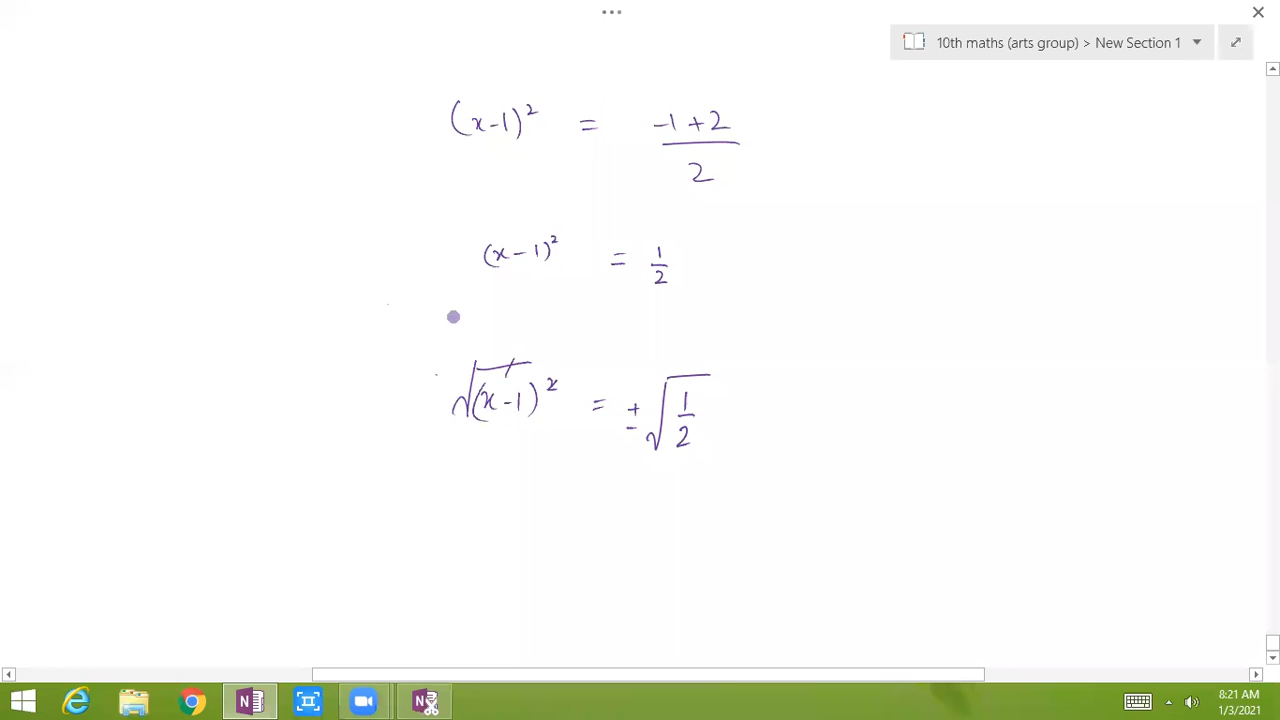 10th maths (arts group) > New Section 1
(x-1)² = -1+2/2
(x-1)² = 1/2
√(x-1)² = ±√1/2
8:21 AM
1/3/2021